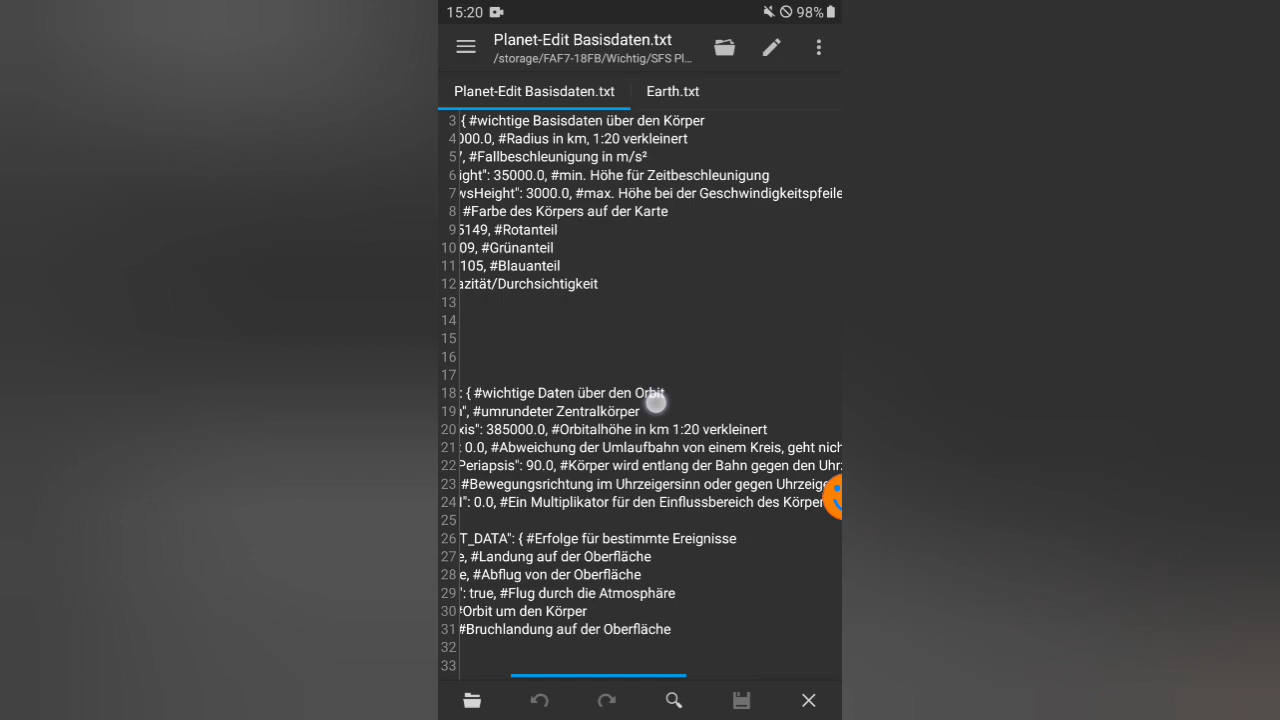 15:20 98%
Planet-Edit Basisdaten.txt
/storage/FAF7-18FB/Wichtig/SFS Pl...
Planet-Edit Basisdaten.txt Earth.txt
3 { #wichtige Basisdaten über den Körper
4 000.0, #Radius in km, 1:20 verkleinert
5 , #Fallbeschleunigung in m/s²
6 ight": 35000.0, #min. Höhe für Zeitbeschleunigung
7 wsHeight": 3000.0, #max. Höhe bei der Geschwindigkeitspfeile
8 #Farbe des Körpers auf der Karte
9 5149, #Rotanteil
10 09, #Grünanteil
11 105, #Blauanteil
12 azität/Durchsichtigkeit
13
14
15
16
17
18 : { #wichtige Daten über den Orbit
19 ", #umrundeter Zentralkörper
20 xis": 385000.0, #Orbitalhöhe in km 1:20 verkleinert
21 : 0.0, #Abweichung der Umlaufbahn von einem Kreis, geht nich
22 Periapsis": 90.0, #Körper wird entlang der Bahn gegen den Uhr
23 #Bewegungsrichtung im Uhrzeigersinn oder gegen Uhrzeige
24 ": 0.0, #Ein Multiplikator für den Einflussbereich des Körper
25
26 T_DATA": { #Erfolge für bestimmte Ereignisse
27 e, #Landung auf der Oberfläche
28 e, #Abflug von der Oberfläche
29 ": true, #Flug durch die Atmosphäre
30 #Orbit um den Körper
31 #Bruchlandung auf der Oberfläche
32
33